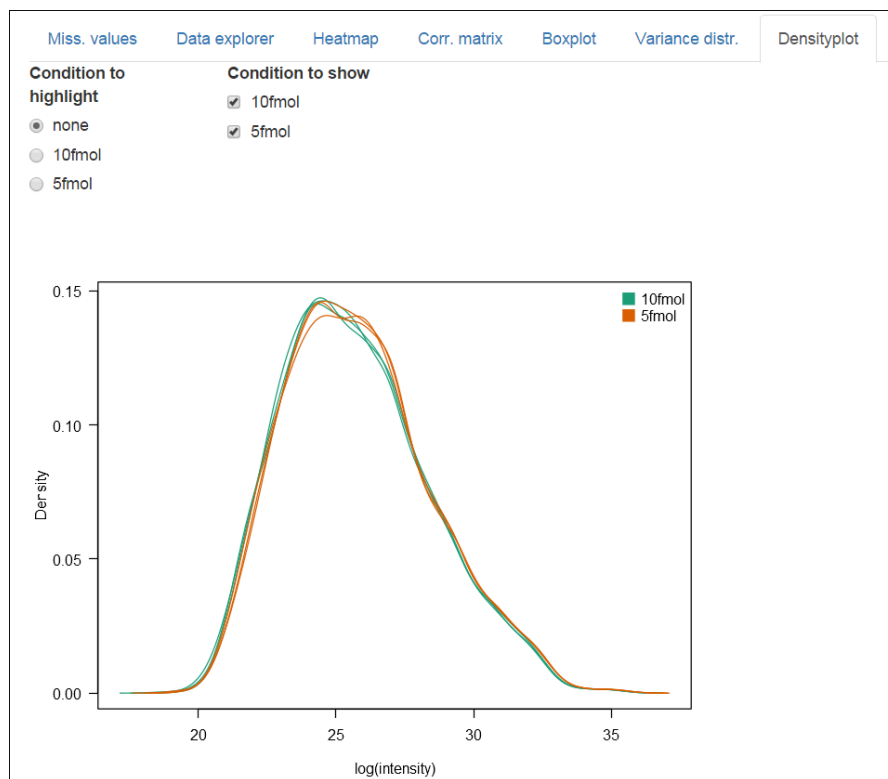 Miss. values Data explorer Heatmap Corr. matrix Boxplot Variance distr. Densityplot
Condition to highlight
none
10fmol
5fmol
Condition to show
10fmol
5fmol
10fmol
5fmol
0.15
0.10
0.05
0.00
Density
20 25 30 35
log(intensity)